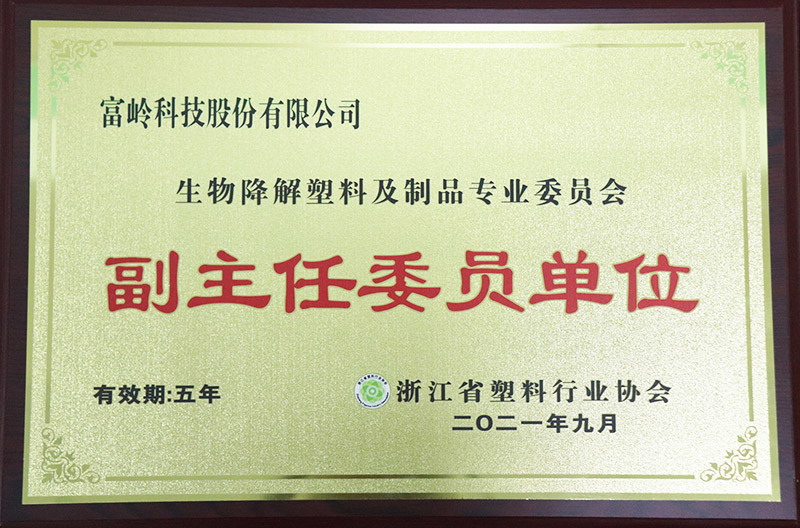 富岭科技股份有限公司
生物降解塑料及制品专业委员会
副主任委员单位
有效期:五年
浙江省塑料行业协会
二〇二一年九月